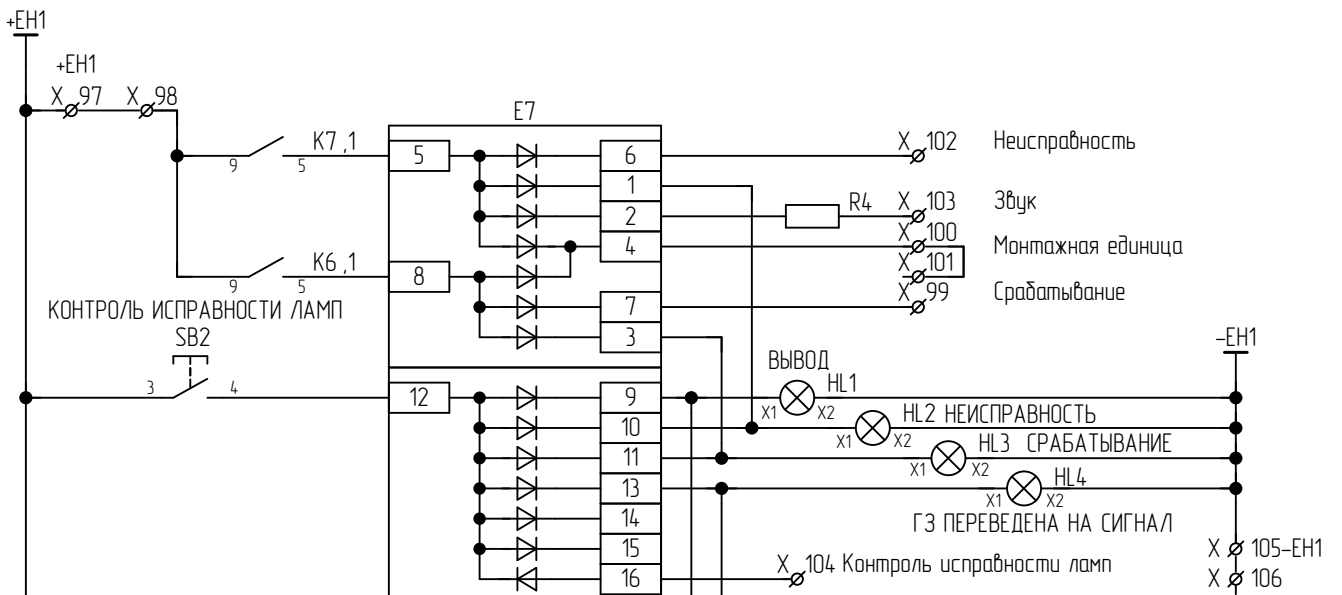 +EH1
+EH1
X 97 X 98
E7
9 5 K7,1 5 6 X 102 Неисправность
1
2 R4 X 103 Звук
4 X 100 Монтажная единица
9 5 K6,1 8 X 101
7 X 99 Срабатывание
3
КОНТРОЛЬ ИСПРАВНОСТИ ЛАМП
SB2
–EH1
ВЫВОД
3 4 12 9 X1 X2 HL1
10 X1 X2 HL2 НЕИСПРАВНОСТЬ
11 X1 X2 HL3 СРАБАТЫВАНИЕ
13 X1 X2 HL4
14 ГЗ ПЕРЕВЕДЕНА НА СИГНАЛ
15 X 105–EH1
16 X 104 Контроль исправности ламп X 106